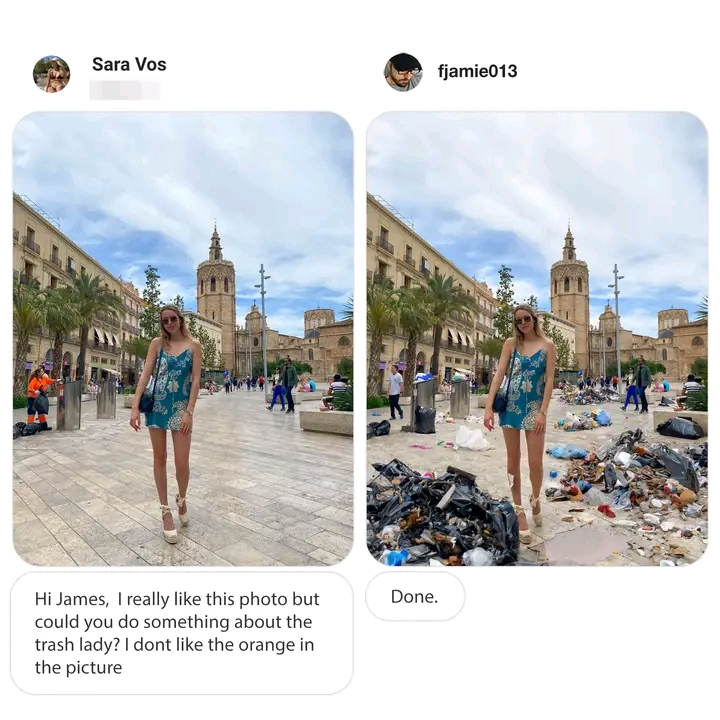 Sara Vos
fjamie013
Hi James,  I really like this photo but
could you do something about the
trash lady? I dont like the orange in
the picture
Done.